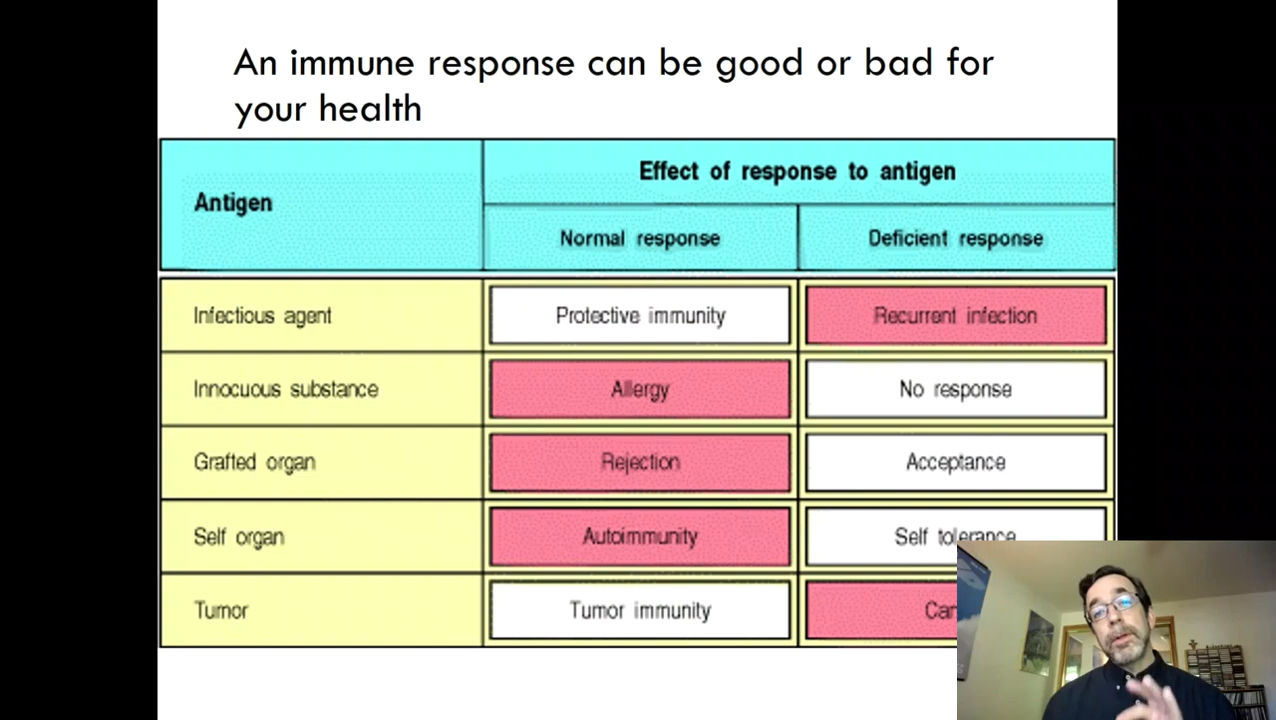 An immune response can be good or bad for
your health
Antigen
Effect of response to antigen
Normal response
Deficient response
Infectious agent
Protective immunity
Recurrent infection
Innocuous substance
Allergy
No response
Grafted organ
Rejection
Acceptance
Self organ
Autoimmunity
Self tolerance
Tumor
Tumor immunity